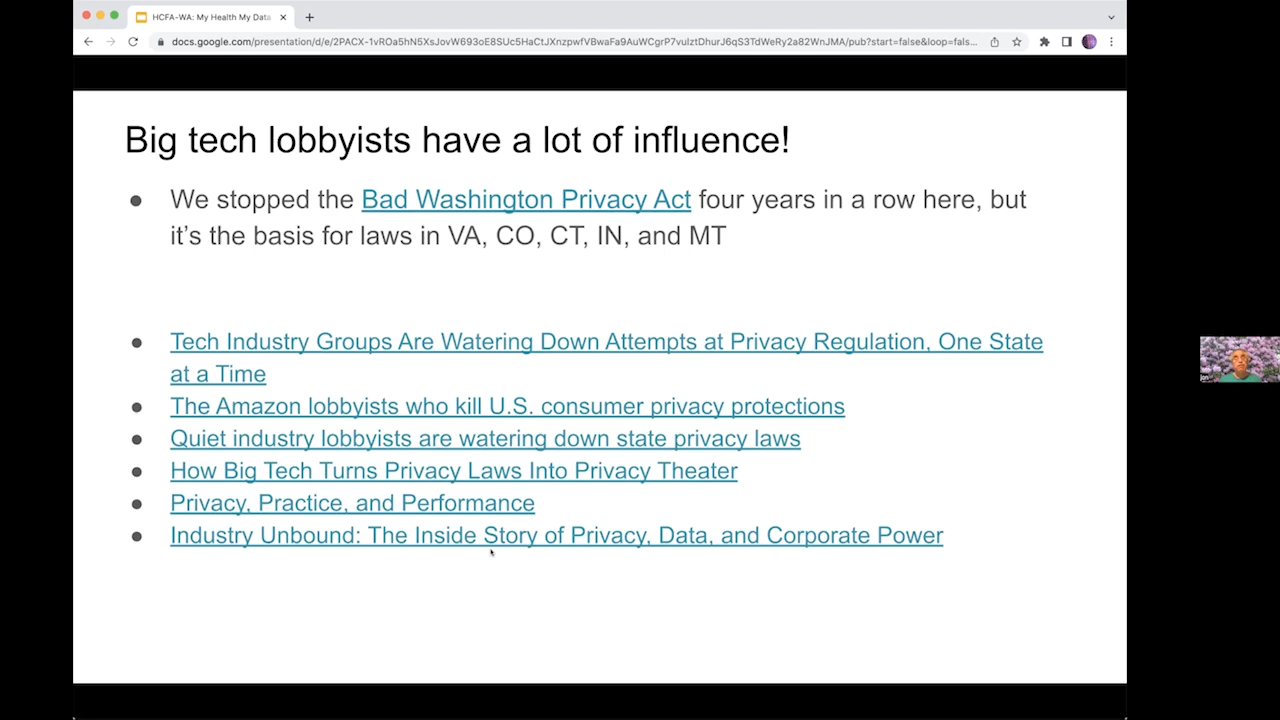 HCFA-WA: My Health My Data
docs.google.com/presentation/d/e/2PACX-1vROa5hN5XsJovW693oE8SUc5HaCtJXnzpwfVBwaFa9AuWCgrP7vulztDhurJ6qS3TdWeRy2a82WnJMA/pub?start=false&loop=fals...
Big tech lobbyists have a lot of influence!
● We stopped the Bad Washington Privacy Act four years in a row here, but
it's the basis for laws in VA, CO, CT, IN, and MT
● Tech Industry Groups Are Watering Down Attempts at Privacy Regulation, One State
at a Time
● The Amazon lobbyists who kill U.S. consumer privacy protections
● Quiet industry lobbyists are watering down state privacy laws
● How Big Tech Turns Privacy Laws Into Privacy Theater
● Privacy, Practice, and Performance
● Industry Unbound: The Inside Story of Privacy, Data, and Corporate Power
jon